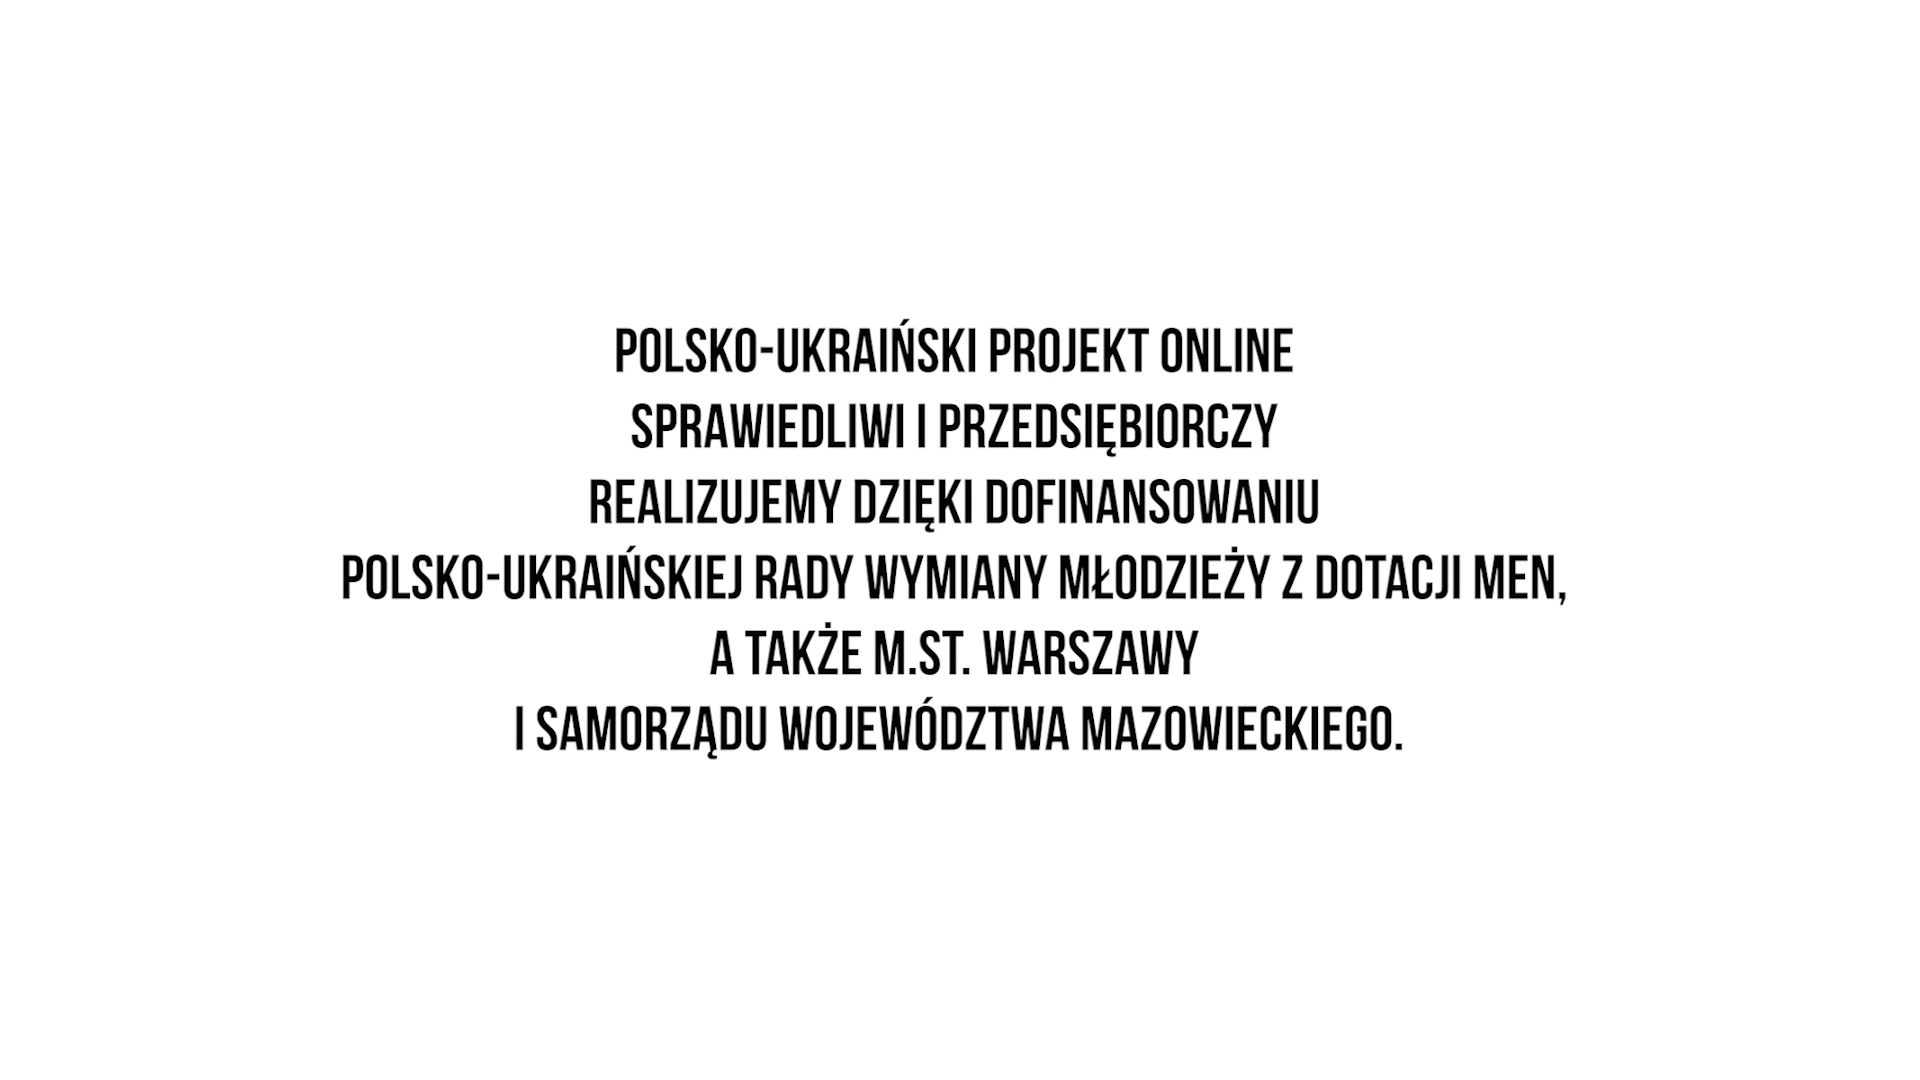 POLSKO-UKRAIŃSKI PROJEKT ONLINE
SPRAWIEDLIWI I PRZEDSIĘBIORCZY
REALIZUJEMY DZIĘKI DOFINANSOWANIU
POLSKO-UKRAIŃSKIEJ RADY WYMIANY MŁODZIEŻY Z DOTACJI MEN,
A TAKŻE M.ST. WARSZAWY
I SAMORZĄDU WOJEWÓDZTWA MAZOWIECKIEGO.